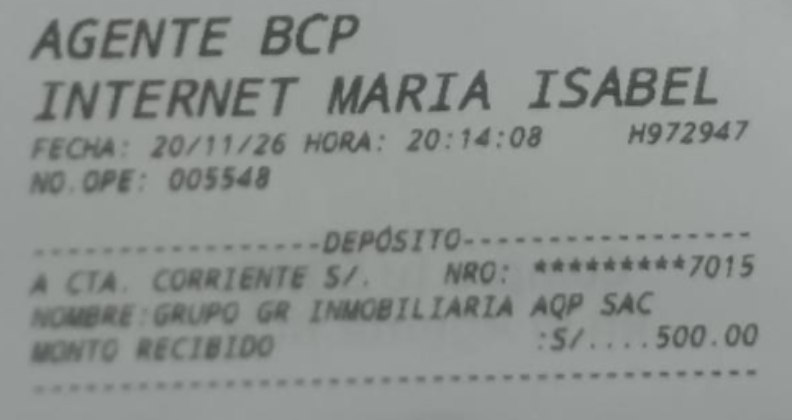 AGENTE BCP
INTERNET MARIA ISABEL
FECHA: 20/11/26 HORA: 20:14:08 H972947
NO.OPE: 005548
-----------------DEPÓSITO-----------------
A CTA. CORRIENTE S/. NRO: *********7015
NOMBRE:GRUPO GR INMOBILIARIA AQP SAC
MONTO RECIBIDO :S/....500.00
------------------------------------------